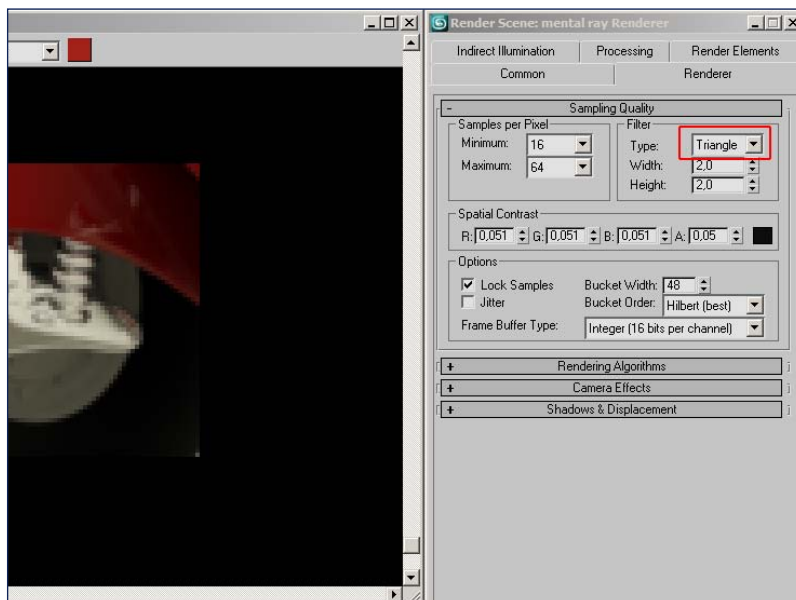 Render Scene: mental ray Renderer
Indirect Illumination Processing Render Elements
Common Renderer
- Sampling Quality
Samples per Pixel
Minimum: 16
Maximum: 64
Filter
Type: Triangle
Width: 2,0
Height: 2,0
Spatial Contrast
R: 0,051 G: 0,051 B: 0,051 A: 0,05
Options
Lock Samples
Jitter
Bucket Width: 48
Bucket Order: Hilbert (best)
Frame Buffer Type: Integer (16 bits per channel)
+ Rendering Algorithms
+ Camera Effects
+ Shadows & Displacement